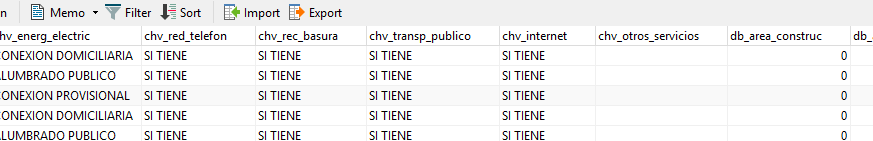 n Memo Filter Sort Import Export
hv_energ_electric chv_red_telefon chv_rec_basura chv_transp_publico chv_internet chv_otros_servicios db_area_construc db_
ONEXION DOMICILIARIA SI TIENE SI TIENE SI TIENE SI TIENE 0
LUMBRADO PUBLICO SI TIENE SI TIENE SI TIENE SI TIENE 0
ONEXION PROVISIONAL SI TIENE SI TIENE SI TIENE SI TIENE 0
ONEXION DOMICILIARIA SI TIENE SI TIENE SI TIENE SI TIENE 0
LUMBRADO PUBLICO SI TIENE SI TIENE SI TIENE SI TIENE 0